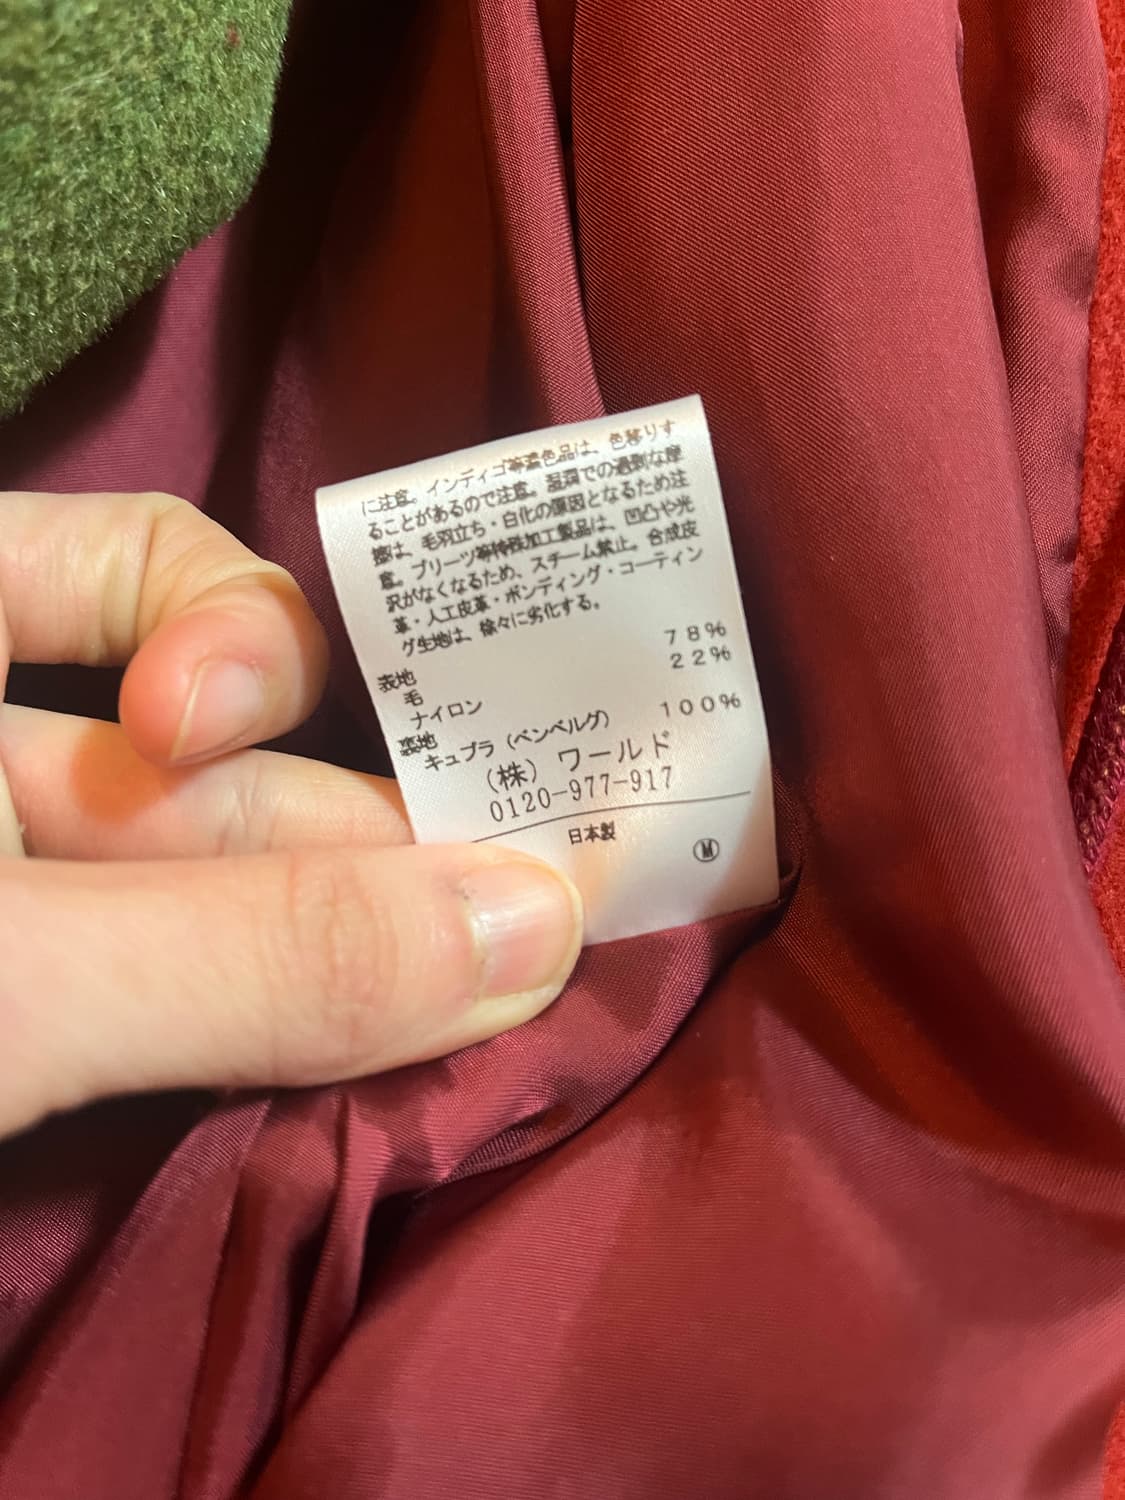 に注意。インディゴ等濃色品は、色移りす
ることがあるので注意。湿潤での過剰な摩
擦は、毛羽立ち・白化の原因となるため注
意。プリーツ等特殊加工製品は、凹凸や光
沢がなくなるため、スチーム禁止。合成皮
革・人工皮革・ボンディング・コーティン
グ生地は、徐々に劣化する。
表地
毛 78%
ナイロン 22%
裏地
キュプラ（ベンベルグ） 100%
（株）ワールド
0120-977-917
日本製
Ⓜ